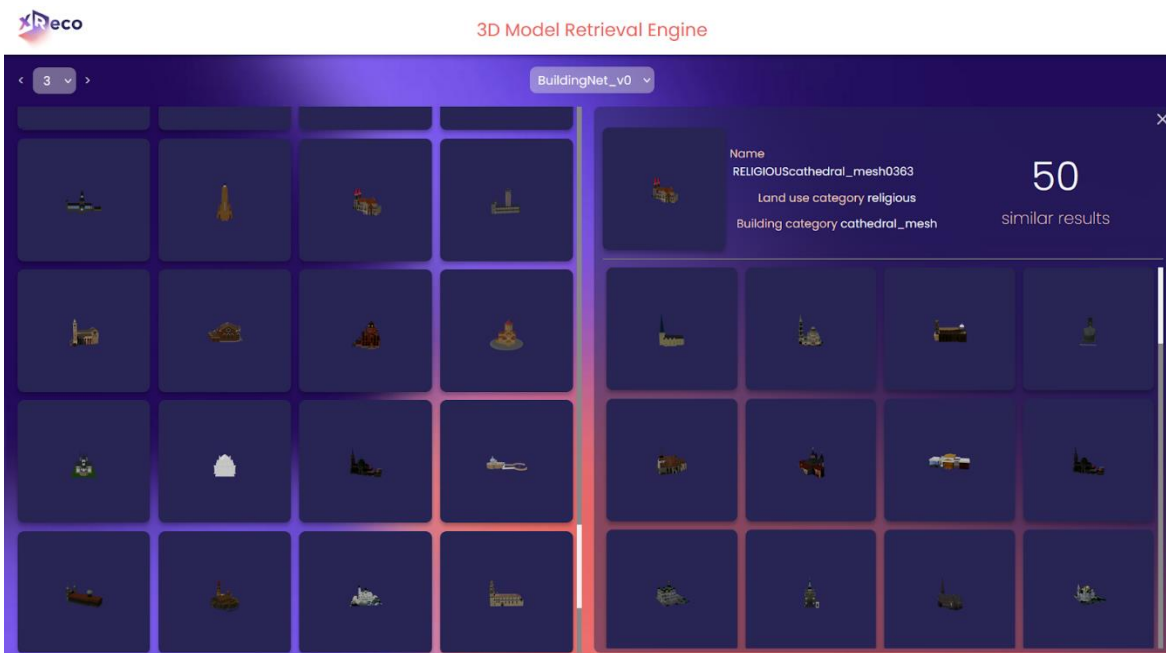 XReco
3D Model Retrieval Engine
< 3 >
BuildingNet_v0
Name
RELIGIOUScathedral_mesh0363
Land use category religious
Building category cathedral_mesh
50
similar results